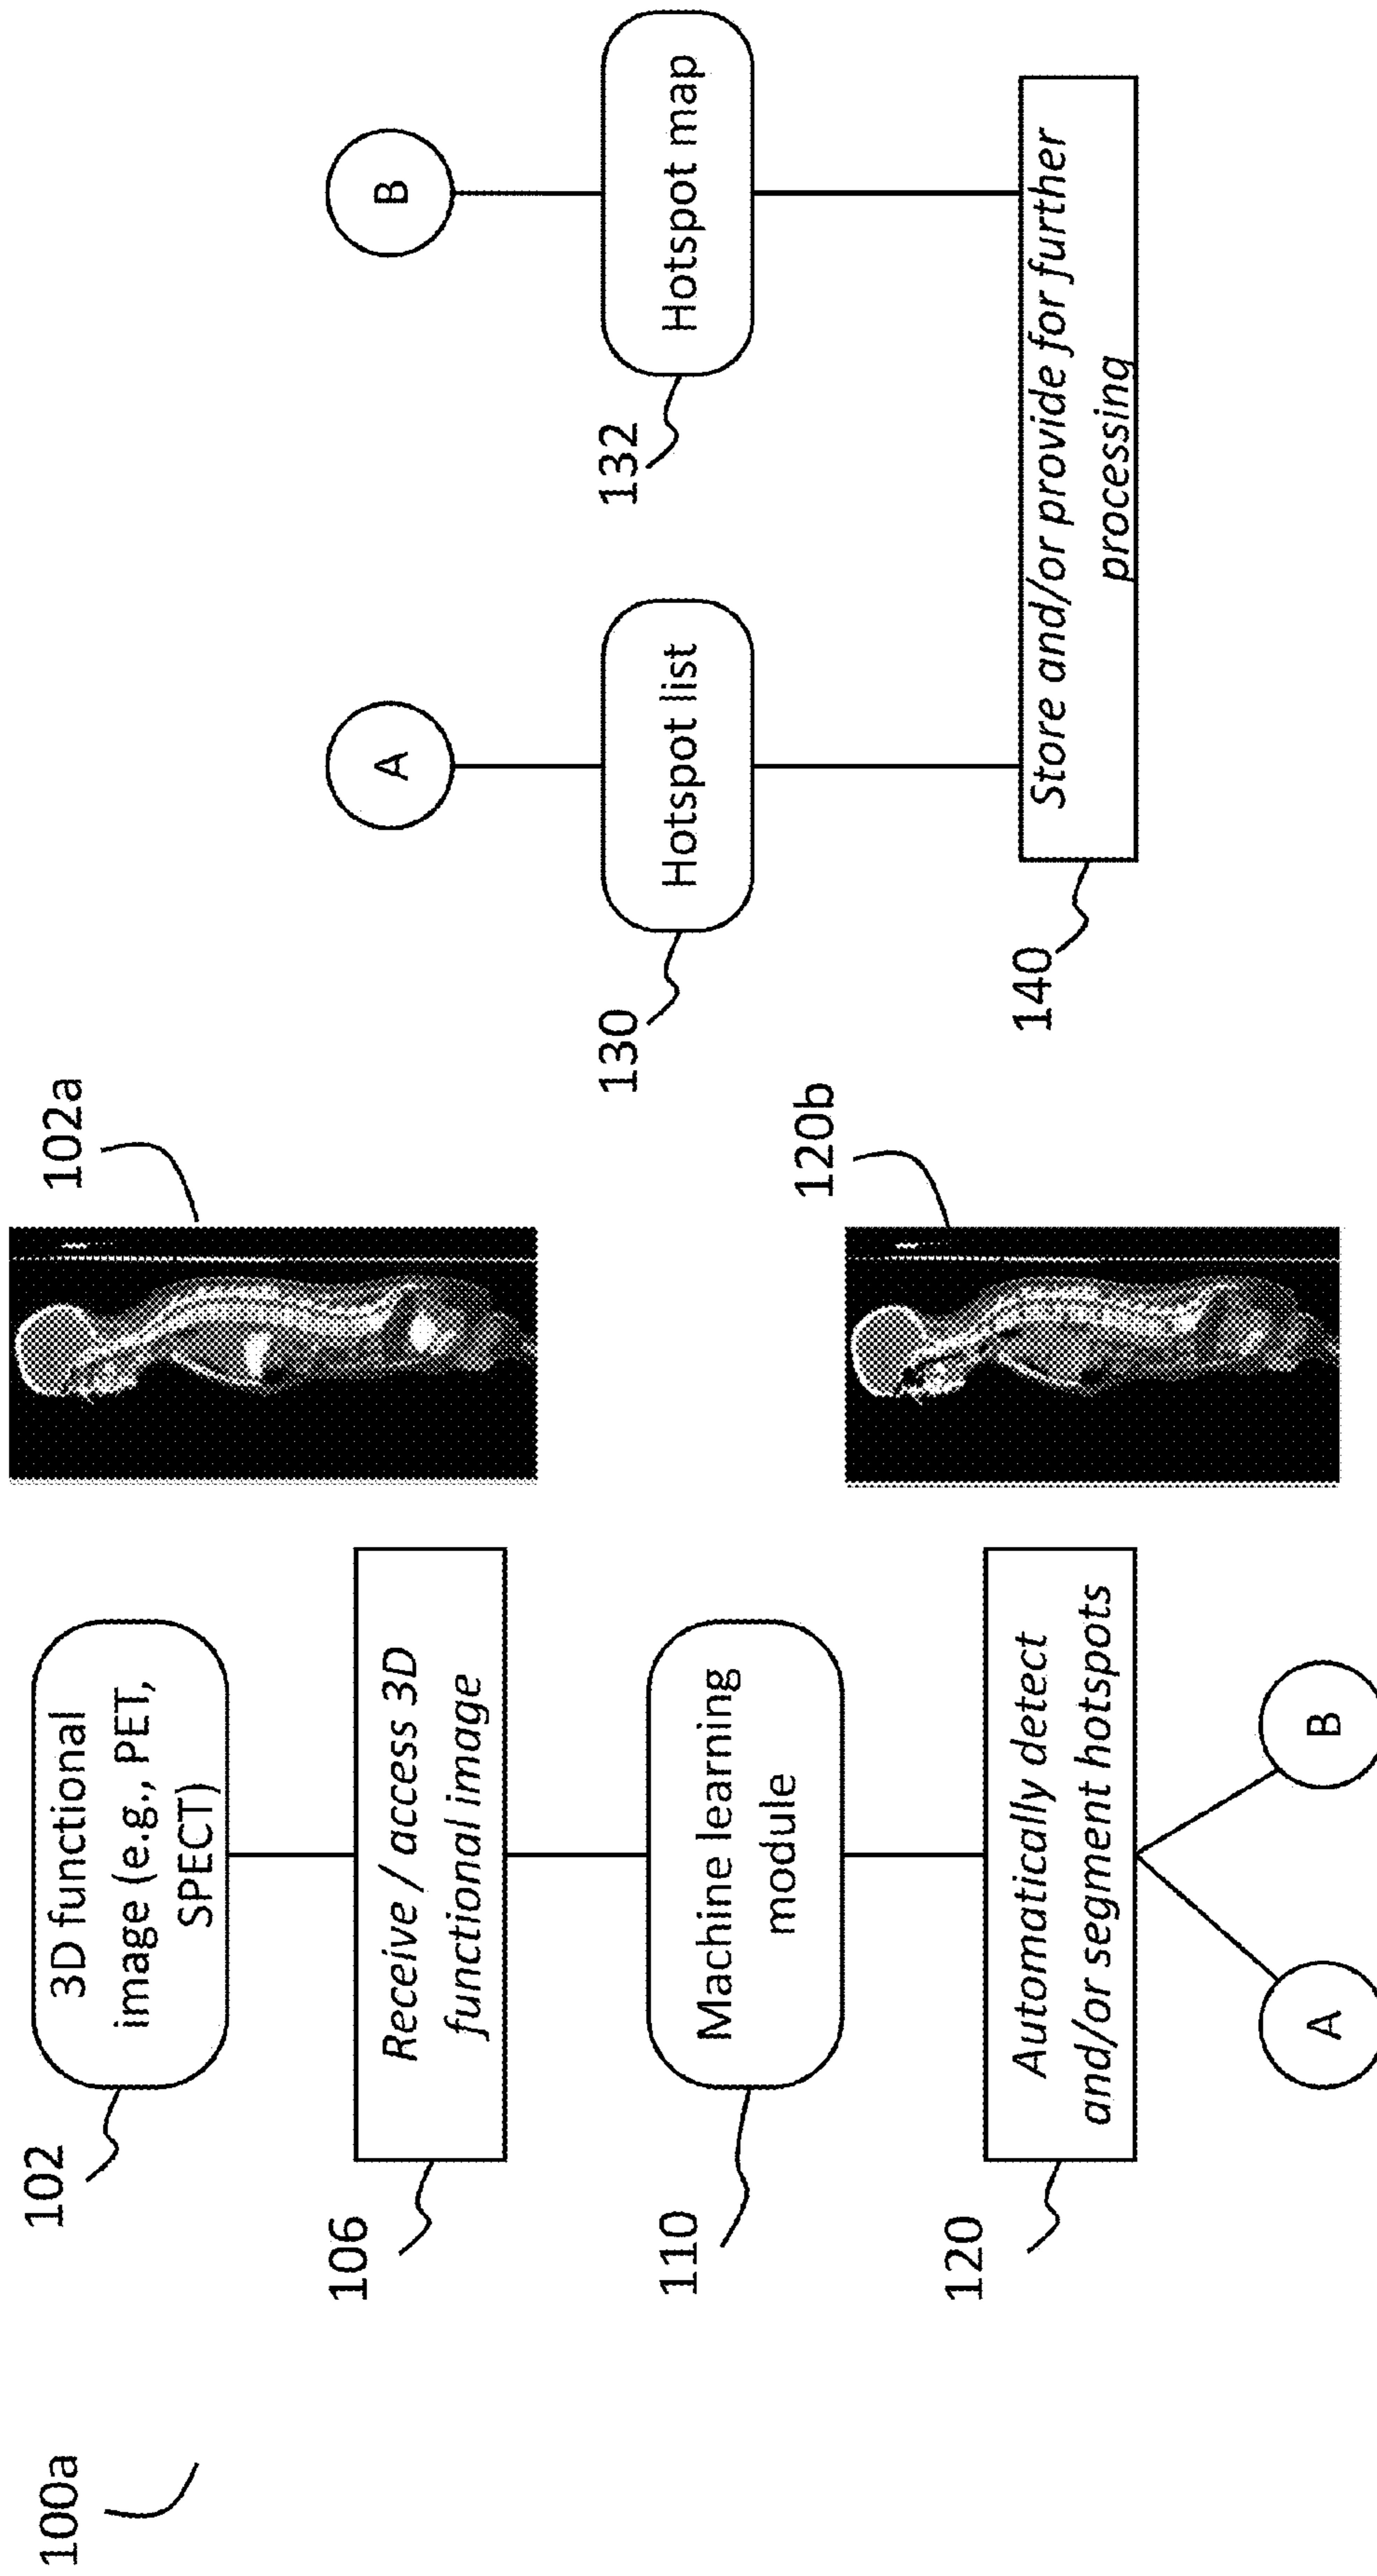 100a
102
3D functional
image (e.g., PET,
SPECT)
102a
106
Receive / access 3D
functional image
110
Machine learning
module
120
Automatically detect
and/or segment hotspots
120b
A
B
A
B
130
Hotspot list
132
Hotspot map
140
Store and/or provide for further
processing